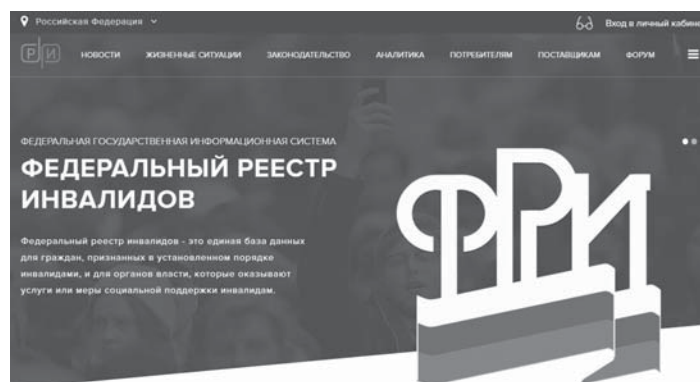 Российская Федерация
Вход в личный кабине
РИ
НОВОСТИ ЖИЗНЕННЫЕ СИТУАЦИИ ЗАКОНОДАТЕЛЬСТВО АНАЛИТИКА ПОТРЕБИТЕЛЯМ ПОСТАВЩИКАМ ФОРУМ
ФЕДЕРАЛЬНАЯ ГОСУДАРСТВЕННАЯ ИНФОРМАЦИОННАЯ СИСТЕМА
ФЕДЕРАЛЬНЫЙ РЕЕСТР
ИНВАЛИДОВ
Федеральный реестр инвалидов - это единая база данных
для граждан, признанных в установленном порядке
инвалидами, и для органов власти, которые оказывают
услуги или меры социальной поддержки инвалидам.
ФРИ